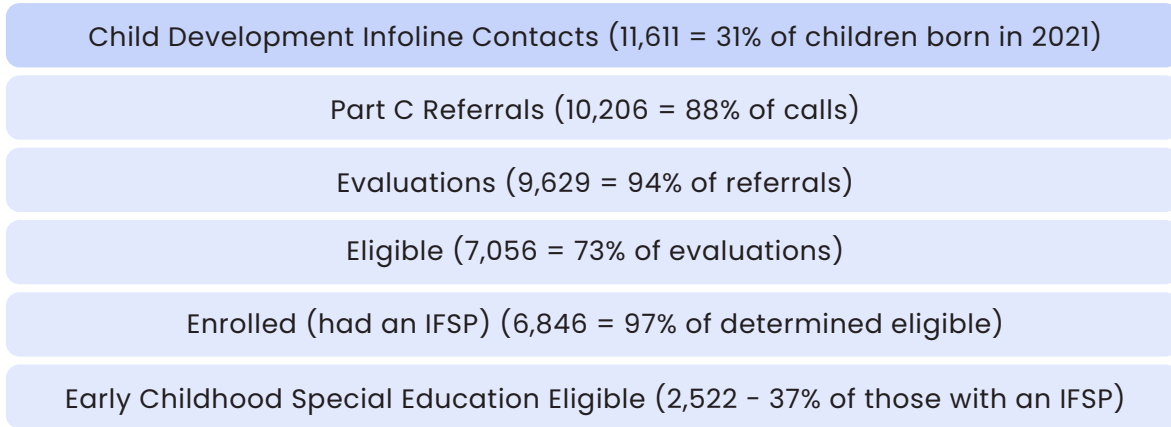 Child Development Infoline Contacts (11,611 = 31% of children born in 2021)
Part C Referrals (10,206 = 88% of calls)
Evaluations (9,629 = 94% of referrals)
Eligible (7,056 = 73% of evaluations)
Enrolled (had an IFSP) (6,846 = 97% of determined eligible)
Early Childhood Special Education Eligible (2,522 - 37% of those with an IFSP)